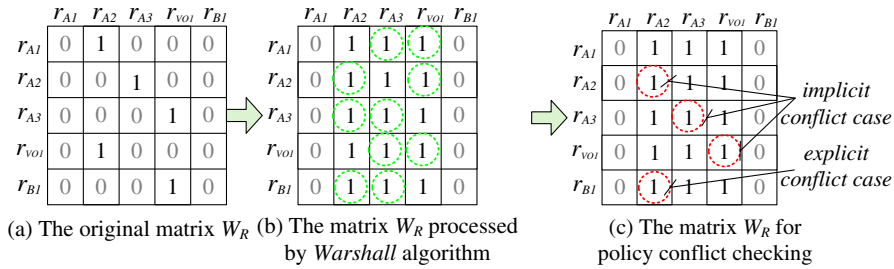 r_A1 r_A2 r_A3 r_VO1 r_B1 r_A1 r_A2 r_A3 r_VO1 r_B1 r_A1 r_A2 r_A3 r_VO1 r_B1
r_A1 0 1 0 0 0 r_A1 0 1 1 1 0 r_A1 0 1 1 1 0
r_A2 0 0 1 0 0 r_A2 0 1 1 1 0 r_A2 0 1 1 1 0
r_A3 0 0 0 1 0 r_A3 0 1 1 1 0 r_A3 0 1 1 1 0 implicit conflict case
r_VO1 0 1 0 0 0 r_VO1 0 1 1 1 0 r_VO1 0 1 1 1 0 explicit
r_B1 0 0 0 1 0 r_B1 0 1 1 1 0 r_B1 0 1 1 1 0 conflict case
(a) The original matrix W_R (b) The matrix W_R processed (c) The matrix W_R for
by Warshall algorithm policy conflict checking